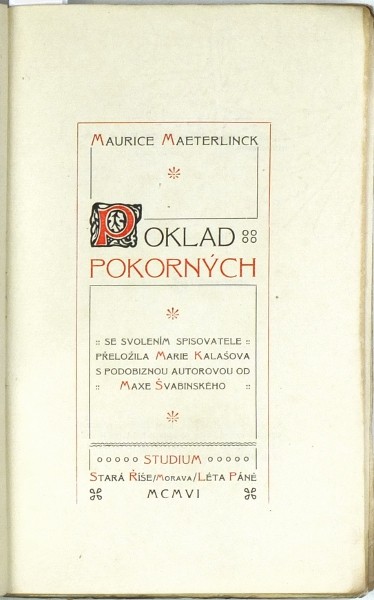 Maurice Maeterlinck
POKLAD
POKORNÝCH
SE SVOLENÍM SPISOVATELE
PŘELOŽILA MARIE KALAŠOVA
S PODOBIZNOU AUTOROVOU OD
MAXE ŠVABINSKÉHO
STUDIUM
STARÁ ŘÍŠE/MORAVA/LÉTA PÁNĚ
MCMVI